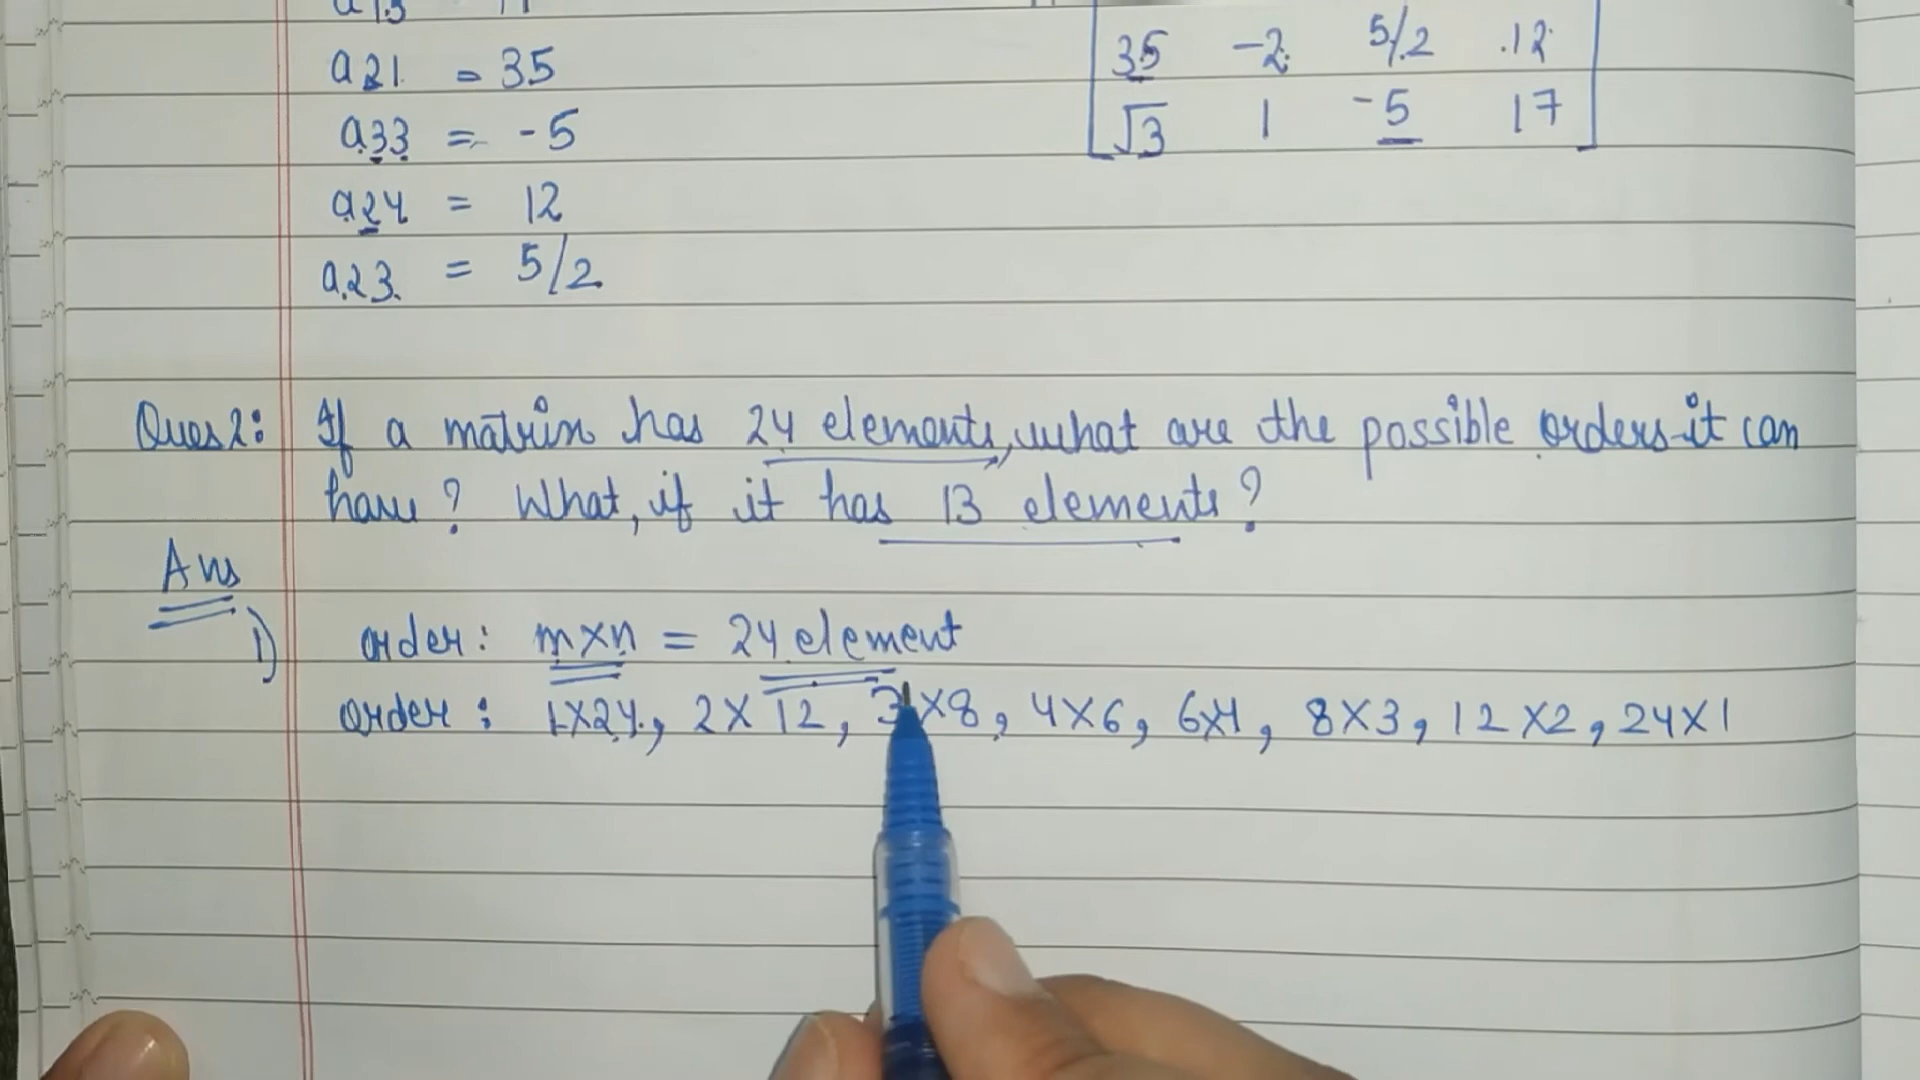 a21 = 35
a33 = -5
a24 = 12
a23 = 5/2
35 -2 5/2 12
√3 1 -5 17
Ques 2: If a matrix has 24 elements, what are the possible orders it can
have? What, if it has 13 elements?
Ans
1) order: m×n = 24 element
order: 1×24, 2×12, 3×8, 4×6, 6×4, 8×3, 12×2, 24×1